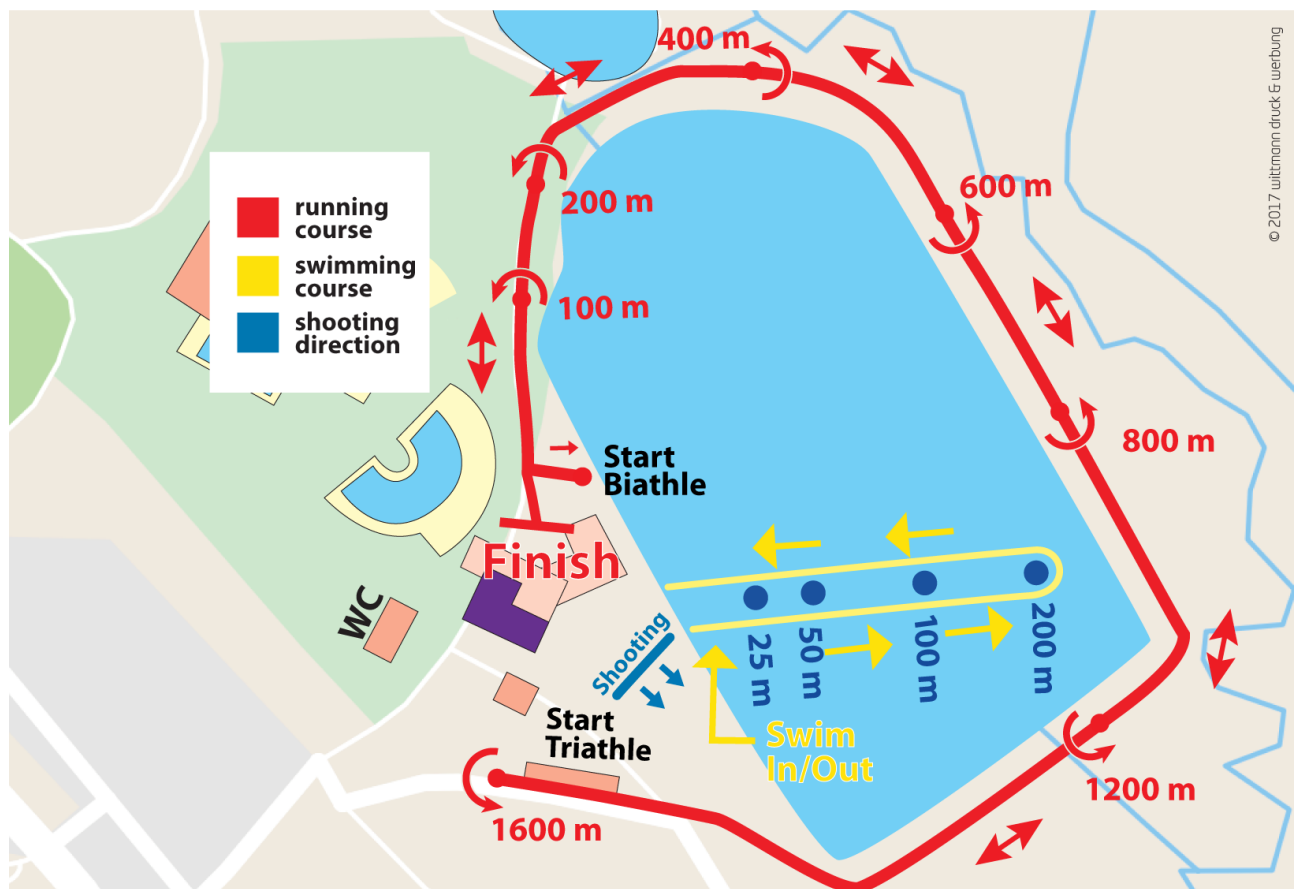 400 m
© 2017 wittmann druck & werbung
600 m
200 m
running
course
swimming
course
shooting
direction
100 m
800 m
Start
Biathle
Finish
WC
Shooting
25 m
50 m
100 m
200 m
Start
Triathle
Swim
In/Out
1200 m
1600 m